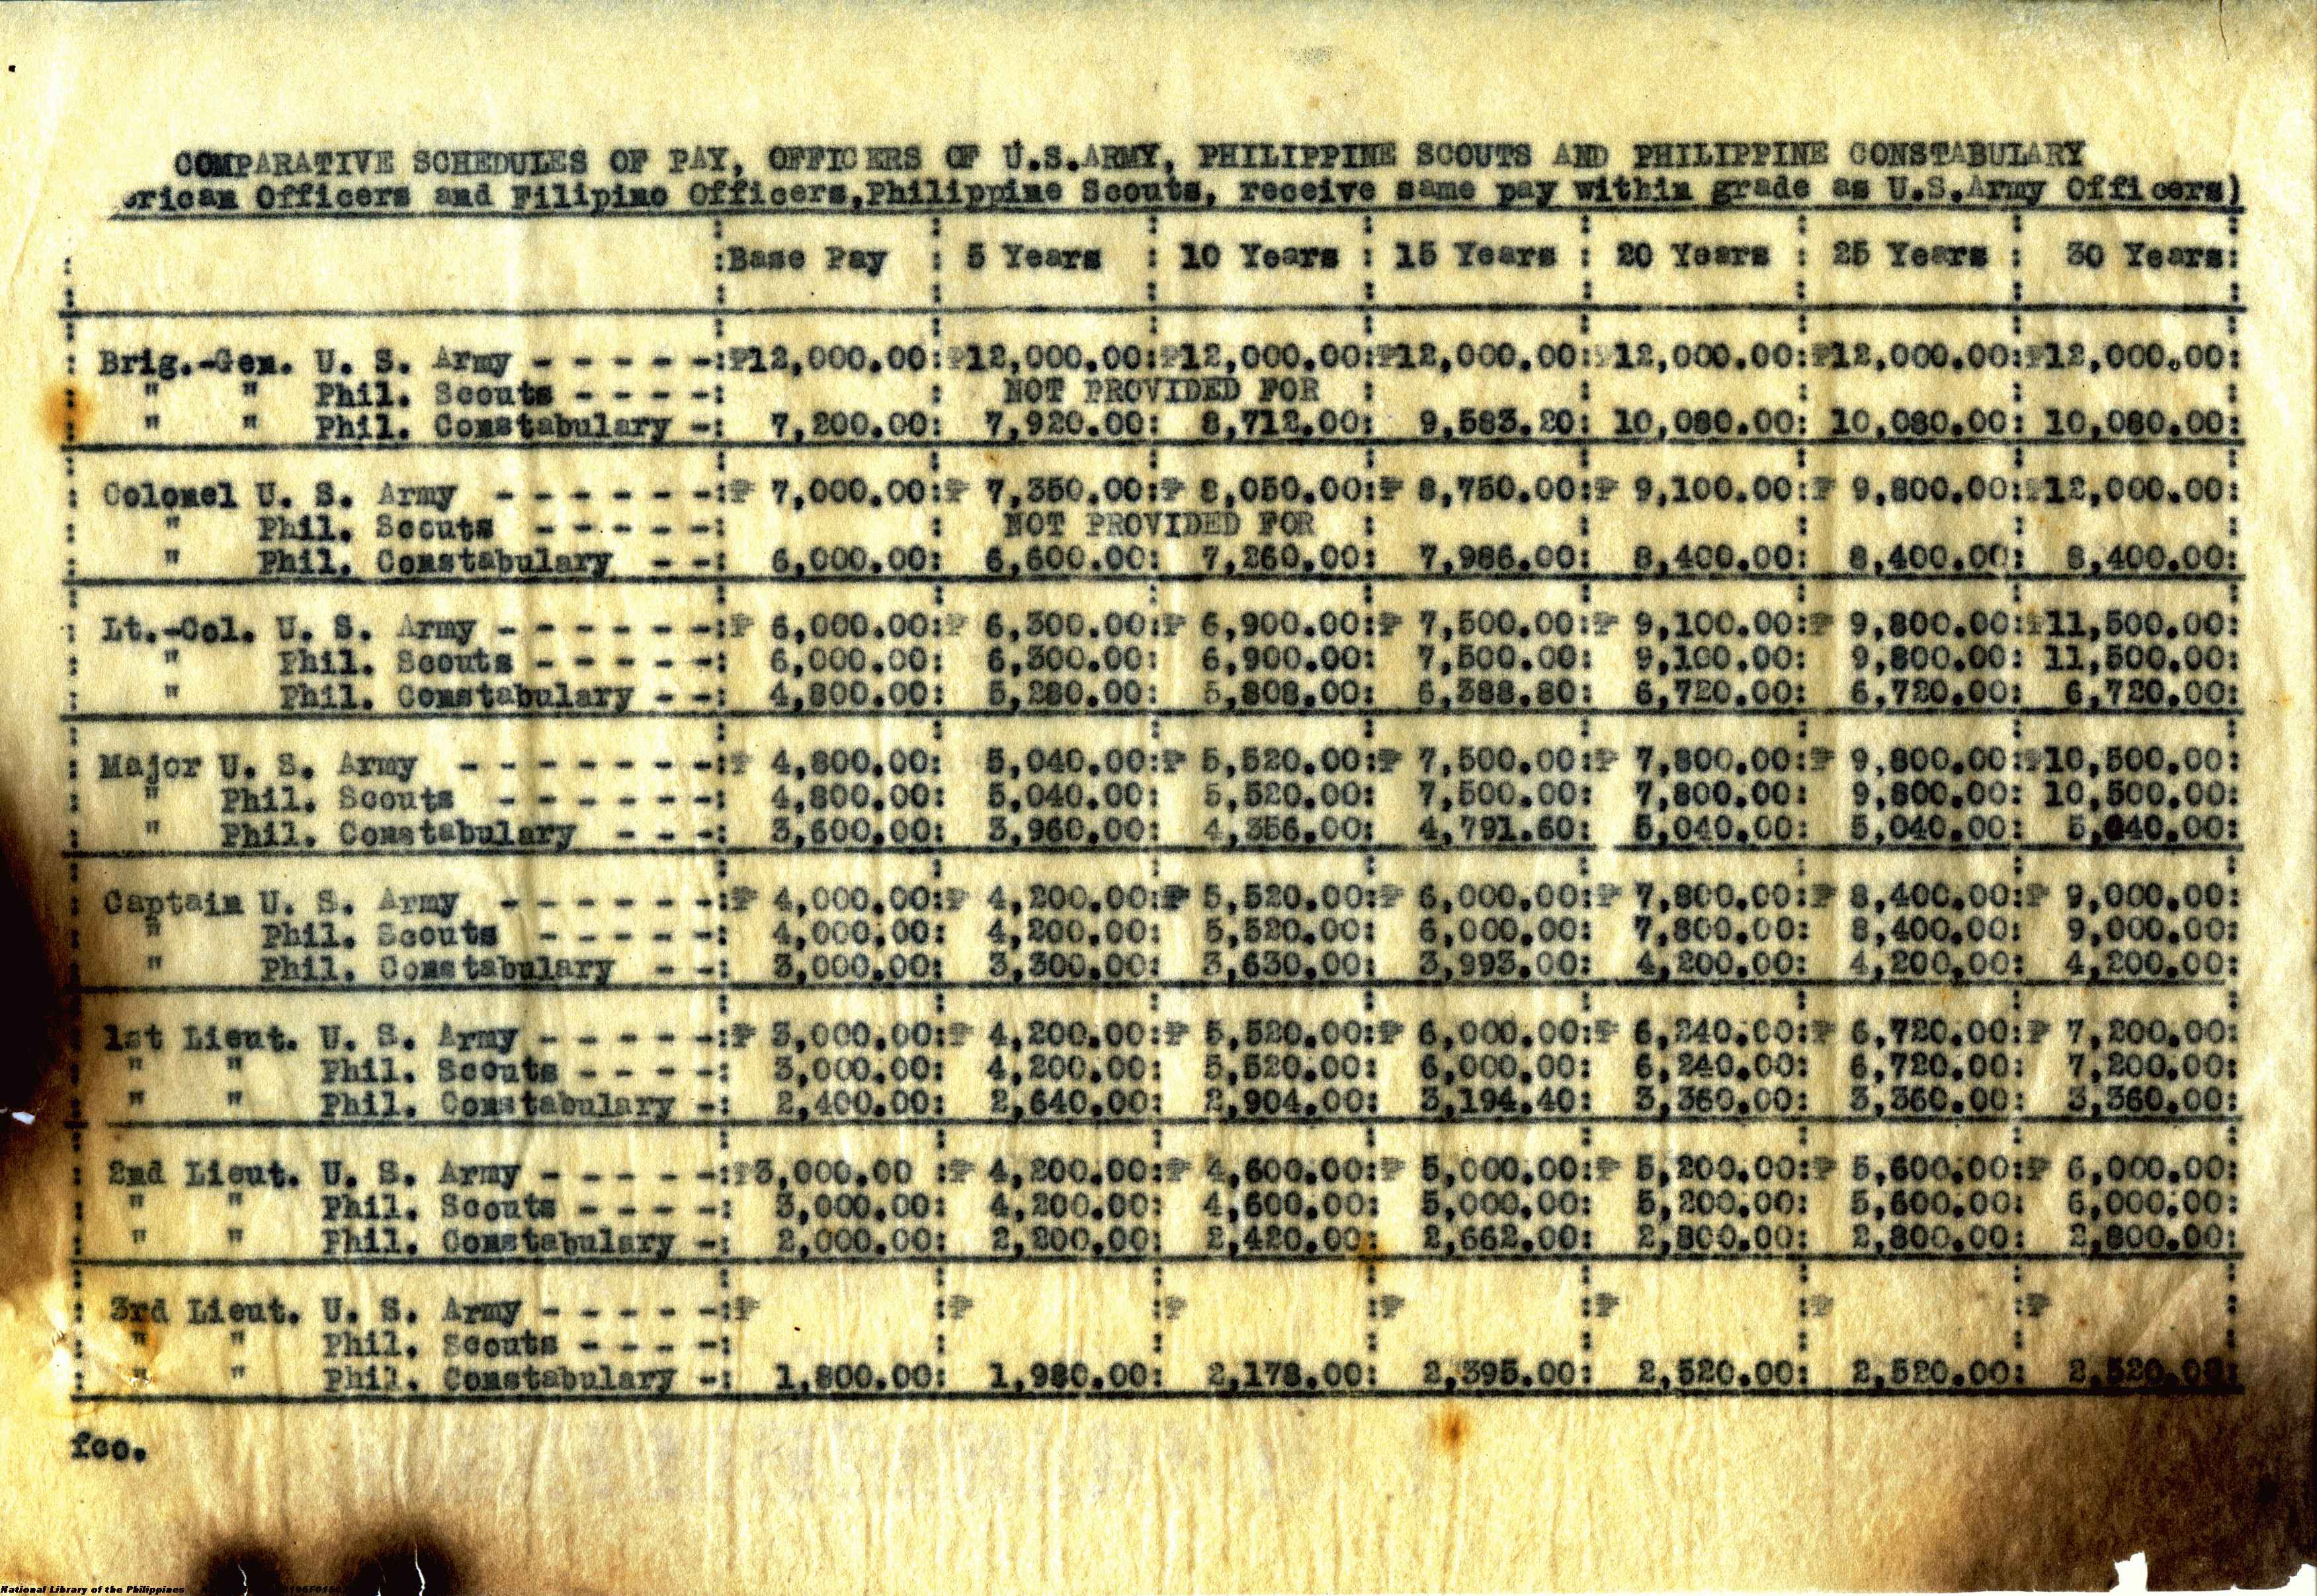 COMPARATIVE SCHEDULES OF PAY, OFFICERS OF U.S.ARMY, PHILIPPINE SCOUTS AND PHILIPPINE CONSTABULARY
erican Officers and Filipino Officers,Philippine Scouts, receive same pay within grade as U.S.Army Officers)
:Base Pay : 5 Years : 10 Years : 15 Years : 20 Years : 25 Years : 30 Years:
: Brig.-Gen. U. S. Army - - - - -:₱12,000.00:₱12,000.00:₱12,000.00:₱12,000.00:₱12,000.00:₱12,000.00:₱12,000.00:
: " " Phil. Scouts - - - -: : NOT PROVIDED FOR : : : : :
: " " Phil. Constabulary -: 7,200.00: 7,920.00: 8,712.00: 9,583.20: 10,080.00: 10,080.00: 10,080.00:
: Colonel U. S. Army - - - - - -:₱ 7,000.00:₱ 7,350.00:₱ 8,050.00:₱ 8,750.00:₱ 9,100.00:₱ 9,800.00:₱12,000.00:
: " Phil. Scouts - - - - -: : NOT PROVIDED FOR : : : : :
: " Phil. Constabulary - -: 6,000.00: 6,600.00: 7,260.00: 7,986.00: 8,400.00: 8,400.00: 8,400.00:
: Lt.-Col. U. S. Army - - - - - -:₱ 6,000.00:₱ 6,300.00:₱ 6,900.00:₱ 7,500.00:₱ 9,100.00:₱ 9,800.00:₱11,500.00:
: " Phil. Scouts - - - - -: 6,000.00: 6,300.00: 6,900.00: 7,500.00: 9,100.00: 9,800.00: 11,500.00:
: " Phil. Constabulary - -: 4,800.00: 5,280.00: 5,808.00: 6,388.80: 6,720.00: 6,720.00: 6,720.00:
: Major U. S. Army - - - - - - -:₱ 4,800.00: 5,040.00:₱ 5,520.00:₱ 7,500.00:₱ 7,800.00:₱ 9,800.00:₱10,500.00:
: " Phil. Scouts - - - - - -: 4,800.00: 5,040.00: 5,520.00: 7,500.00: 7,800.00: 9,800.00: 10,500.00:
: " Phil. Constabulary - - -: 3,600.00: 3,960.00: 4,356.00: 4,791.60: 5,040.00: 5,040.00: 5,040.00:
: Captain U. S. Army - - - - - -:₱ 4,000.00:₱ 4,200.00:₱ 5,520.00:₱ 6,000.00:₱ 7,800.00:₱ 8,400.00:₱ 9,000.00:
: " Phil. Scouts - - - - -: 4,000.00: 4,200.00: 5,520.00: 6,000.00: 7,800.00: 8,400.00: 9,000.00:
: " Phil. Constabulary - -: 3,000.00: 3,300.00: 3,630.00: 3,993.00: 4,200.00: 4,200.00: 4,200.00:
: 1st Lieut. U. S. Army - - - - -:₱ 3,000.00:₱ 4,200.00:₱ 5,520.00:₱ 6,000.00:₱ 6,240.00:₱ 6,720.00:₱ 7,200.00:
: " " Phil. Scouts - - - -: 3,000.00: 4,200.00: 5,520.00: 6,000.00: 6,240.00: 6,720.00: 7,200.00:
: " " Phil. Constabulary -: 2,400.00: 2,640.00: 2,904.00: 3,194.40: 3,360.00: 3,360.00: 3,360.00:
: 2nd Lieut. U. S. Army - - - - -:₱3,000.00 :₱ 4,200.00:₱ 4,600.00:₱ 5,000.00:₱ 5,200.00:₱ 5,600.00:₱ 6,000.00:
: " " Phil. Scouts - - - -: 3,000.00: 4,200.00: 4,600.00: 5,000.00: 5,200.00: 5,600.00: 6,000.00:
: " " Phil. Constabulary -: 2,000.00: 2,200.00: 2,420.00: 2,662.00: 2,800.00: 2,800.00: 2,800.00:
: 3rd Lieut. U. S. Army - - - - -:₱ :₱ :₱ :₱ :₱ :₱ :₱ :
: " " Phil. Scouts - - - -: : : : : : : :
: " " Phil. Constabulary -: 1,800.00: 1,980.00: 2,178.00: 2,395.00: 2,520.00: 2,520.00: 2,520.00:
fcc.
National Library of the Philippines